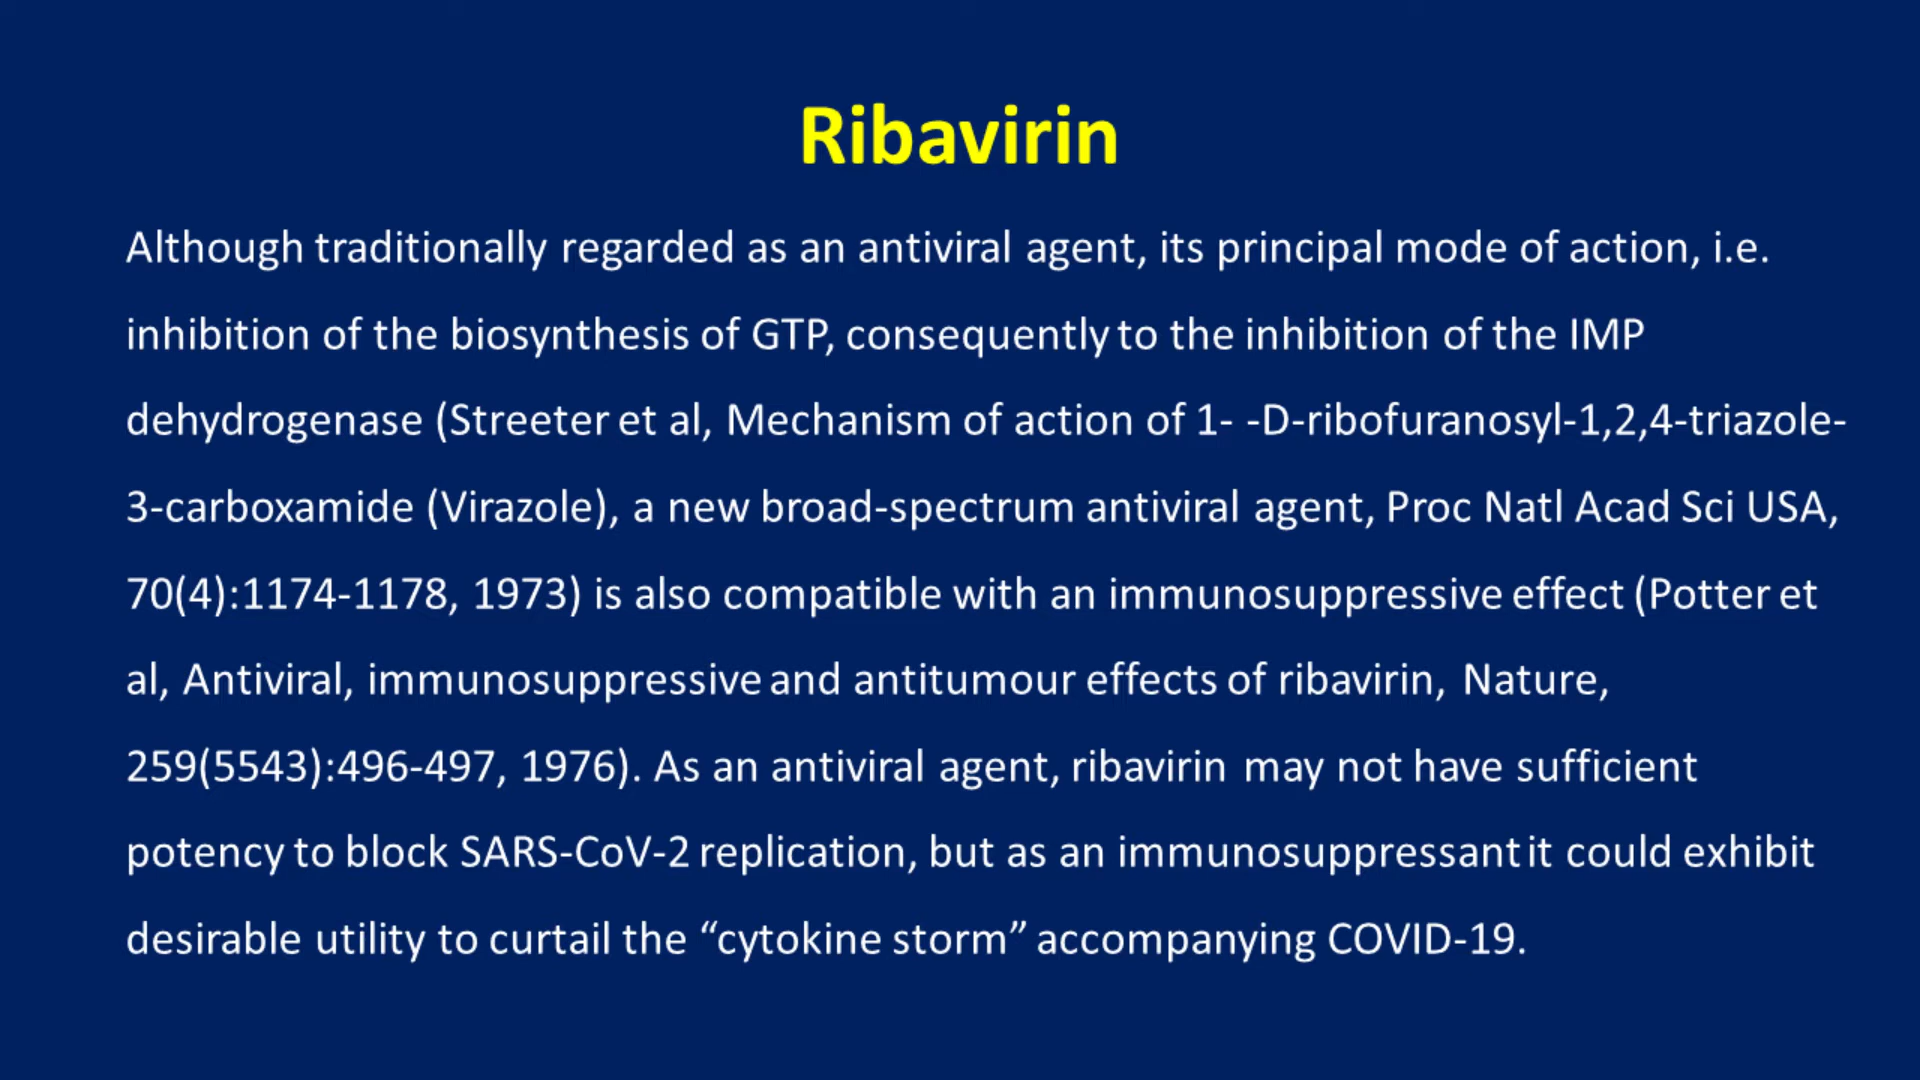 Ribavirin
Although traditionally regarded as an antiviral agent, its principal mode of action, i.e.
inhibition of the biosynthesis of GTP, consequently to the inhibition of the IMP
dehydrogenase (Streeter et al, Mechanism of action of 1- -D-ribofuranosyl-1,2,4-triazole-
3-carboxamide (Virazole), a new broad-spectrum antiviral agent, Proc Natl Acad Sci USA,
70(4):1174-1178, 1973) is also compatible with an immunosuppressive effect (Potter et
al, Antiviral, immunosuppressive and antitumour effects of ribavirin, Nature,
259(5543):496-497, 1976). As an antiviral agent, ribavirin may not have sufficient
potency to block SARS-CoV-2 replication, but as an immunosuppressant it could exhibit
desirable utility to curtail the “cytokine storm” accompanying COVID-19.